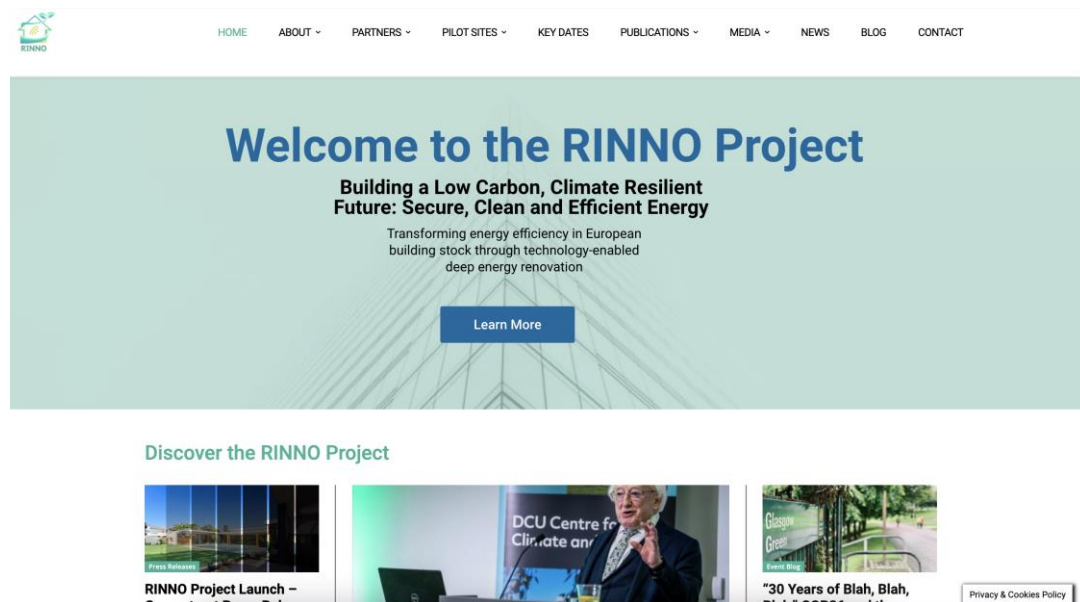 RINNO
HOME
ABOUT
PARTNERS
PILOT SITES
KEY DATES
PUBLICATIONS
MEDIA
NEWS
BLOG
CONTACT
Welcome to the RINNO Project
Building a Low Carbon, Climate Resilient
Future: Secure, Clean and Efficient Energy
Transforming energy efficiency in European
building stock through technology-enabled
deep energy renovation
Learn More
Discover the RINNO Project
Press Releases
RINNO Project Launch –
DCU Centre fo
Climate and
Glasgow
Green
Event Blog
"30 Years of Blah, Blah,
Privacy & Cookies Policy